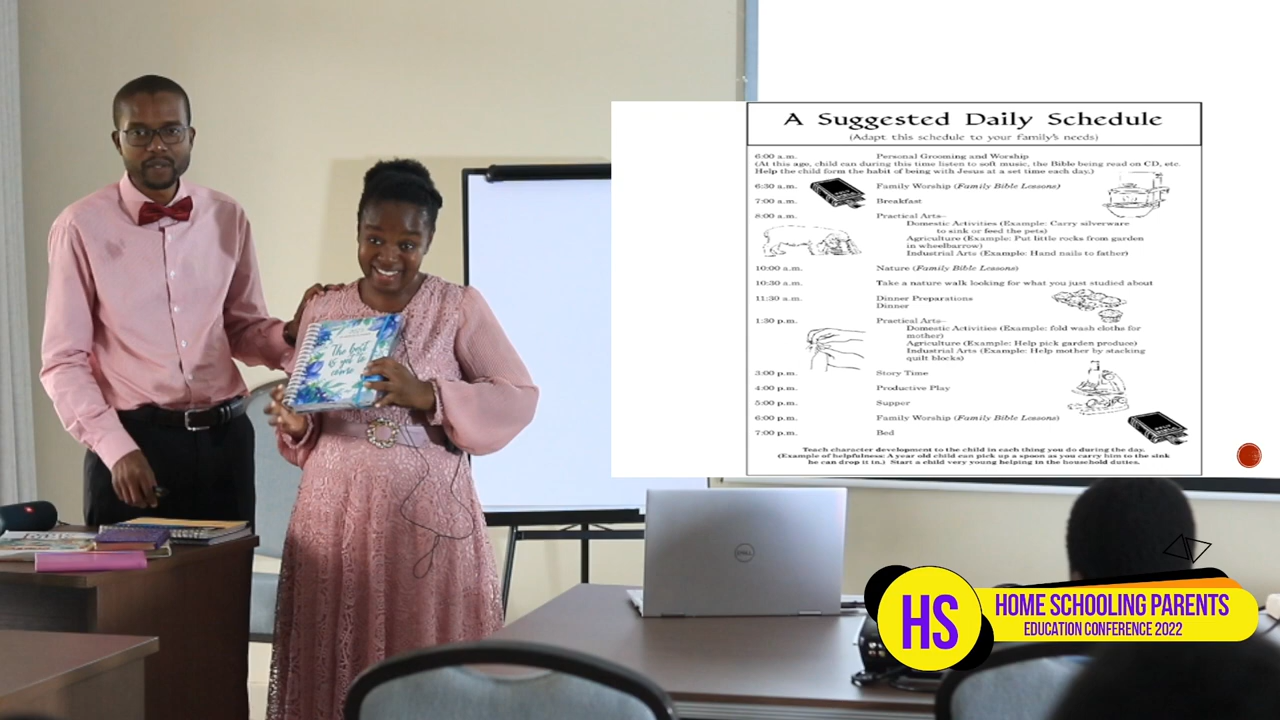 A Suggested Daily Schedule
(Adapt this schedule to your family's needs)
6:00 a.m. Personal Grooming and Worship
(At this age, child can during this time listen to soft music, the Bible being read on CD, etc.
Help the child form the habit of being with Jesus at a set time each day.)
6:30 a.m. Family Worship (Family Bible Lessons)
7:00 a.m. Breakfast
8:00 a.m. Practical Arts–
Domestic Activities (Example: Carry silverware
to sink or feed the pets)
Agriculture (Example: Put little rocks from garden
in wheelbarrow)
Industrial Arts (Example: Hand nails to father)
10:00 a.m. Nature (Family Bible Lessons)
10:30 a.m. Take a nature walk looking for what you just studied about
11:30 a.m. Dinner Preparations
Dinner
1:30 p.m. Practical Arts–
Domestic Activities (Example: fold wash cloths for
mother)
Agriculture (Example: Help pick garden produce)
Industrial Arts (Example: Help mother by stacking
quilt blocks)
3:00 p.m. Story Time
4:00 p.m. Productive Play
5:00 p.m. Supper
6:00 p.m. Family Worship (Family Bible Lessons)
7:00 p.m. Bed
Teach character development to the child in each thing you do during the day.
(Example of helpfulness: A year old child can pick up a spoon as you carry him to the sink
he can drop it in.) Start a child very young helping in the household duties.
The best
is yet to
come
DELL
HS
HOME SCHOOLING PARENTS
EDUCATION CONFERENCE 2022